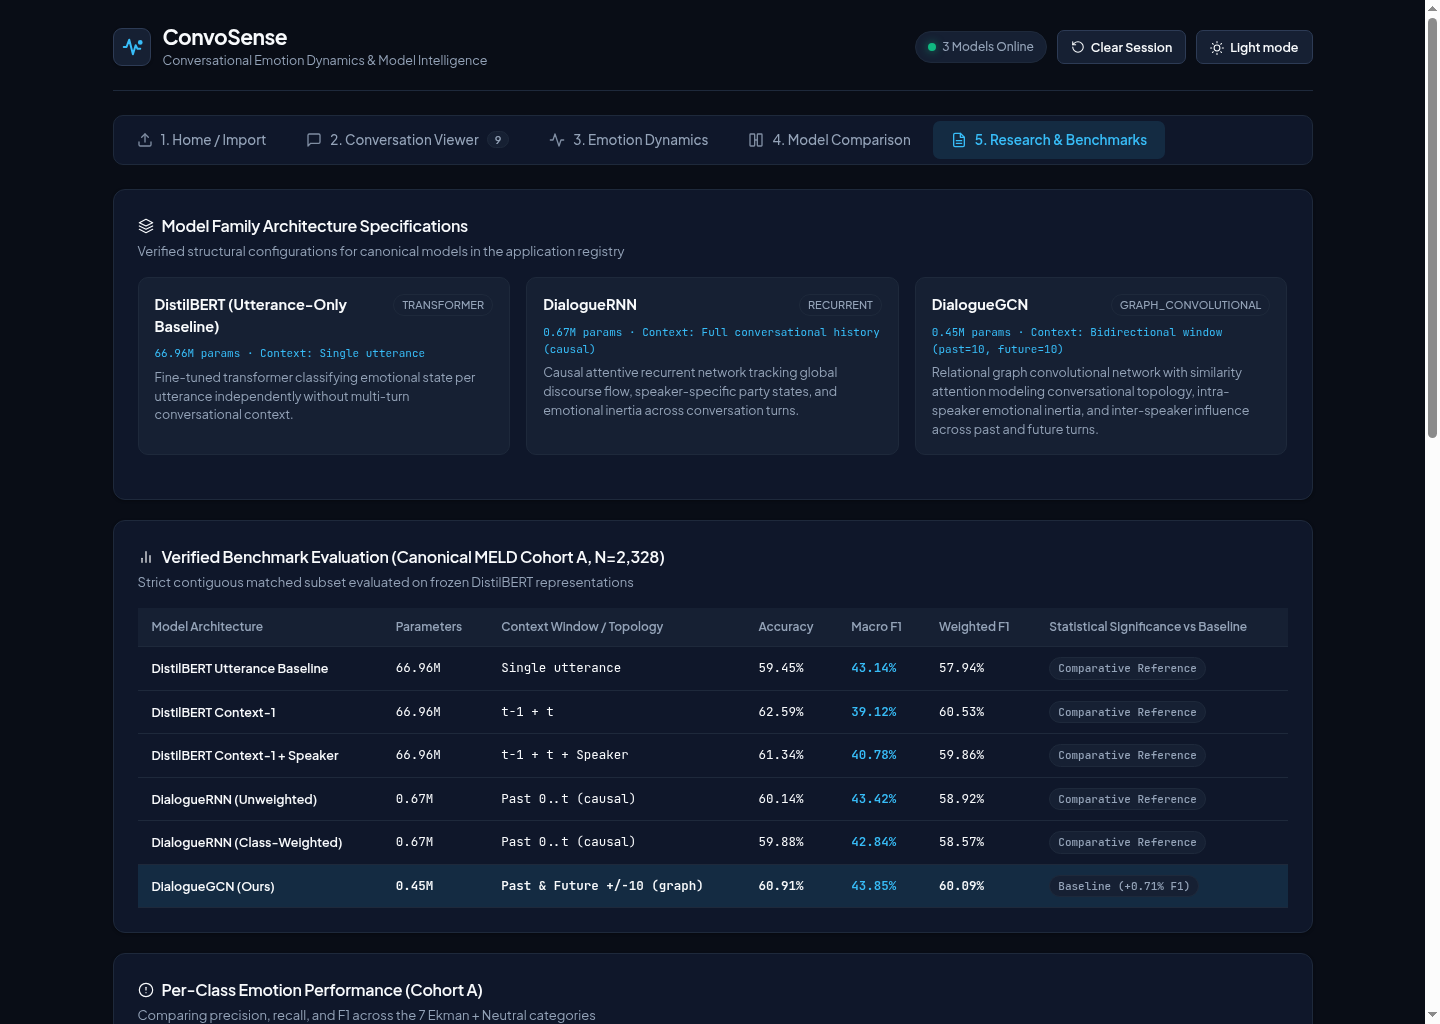 ConvoSense
Conversational Emotion Dynamics & Model Intelligence
3 Models Online
Clear Session
Light mode
1. Home / Import
2. Conversation Viewer 9
3. Emotion Dynamics
4. Model Comparison
5. Research & Benchmarks
Model Family Architecture Specifications
Verified structural configurations for canonical models in the application registry
DistilBERT (Utterance-Only
Baseline)
TRANSFORMER
66.96M params · Context: Single utterance
Fine-tuned transformer classifying emotional state per
utterance independently without multi-turn
conversational context.
DialogueRNN
RECURRENT
0.67M params · Context: Full conversational history
(causal)
Causal attentive recurrent network tracking global
discourse flow, speaker-specific party states, and
emotional inertia across conversation turns.
DialogueGCN
GRAPH_CONVOLUTIONAL
0.45M params · Context: Bidirectional window
(past=10, future=10)
Relational graph convolutional network with similarity
attention modeling conversational topology, intra-
speaker emotional inertia, and inter-speaker influence
across past and future turns.
Verified Benchmark Evaluation (Canonical MELD Cohort A, N=2,328)
Strict contiguous matched subset evaluated on frozen DistilBERT representations
Model Architecture Parameters Context Window / Topology Accuracy Macro F1 Weighted F1 Statistical Significance vs Baseline
DistilBERT Utterance Baseline 66.96M Single utterance 59.45% 43.14% 57.94% Comparative Reference
DistilBERT Context-1 66.96M t-1 + t 62.59% 39.12% 60.53% Comparative Reference
DistilBERT Context-1 + Speaker 66.96M t-1 + t + Speaker 61.34% 40.78% 59.86% Comparative Reference
DialogueRNN (Unweighted) 0.67M Past 0..t (causal) 60.14% 43.42% 58.92% Comparative Reference
DialogueRNN (Class-Weighted) 0.67M Past 0..t (causal) 59.88% 42.84% 58.57% Comparative Reference
DialogueGCN (Ours) 0.45M Past & Future +/-10 (graph) 60.91% 43.85% 60.09% Baseline (+0.71% F1)
Per-Class Emotion Performance (Cohort A)
Comparing precision, recall, and F1 across the 7 Ekman + Neutral categories